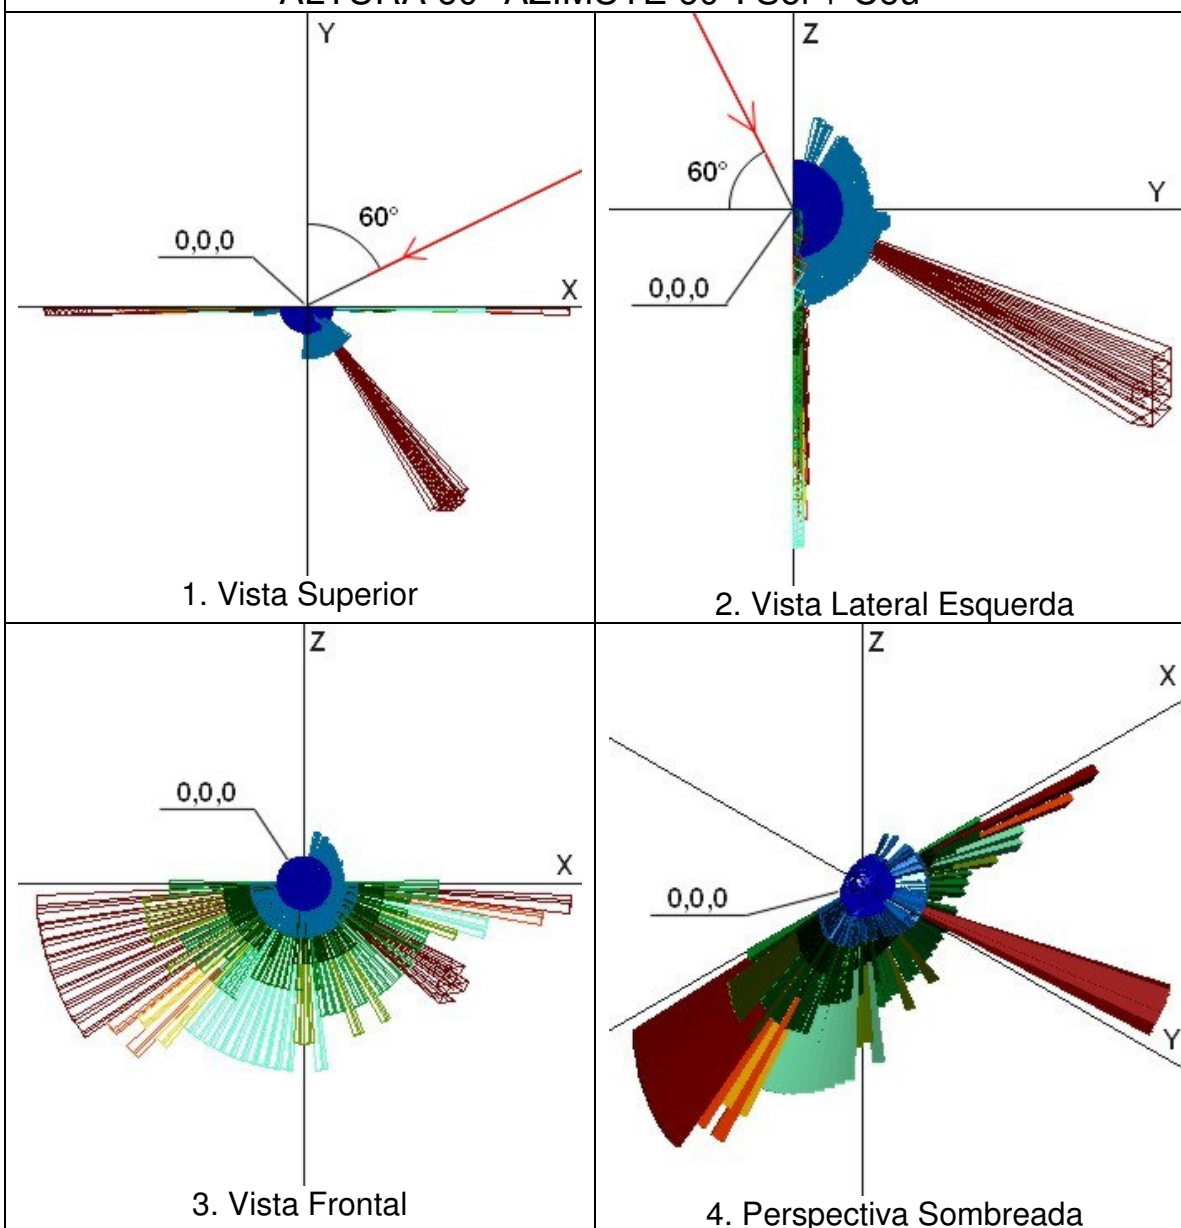 Y
60°
0,0,0
X
1. Vista Superior
Z
60°
Y
0,0,0
2. Vista Lateral Esquerda
Z
0,0,0
X
3. Vista Frontal
Z
X
0,0,0
Y
4. Perspectiva Sombreada